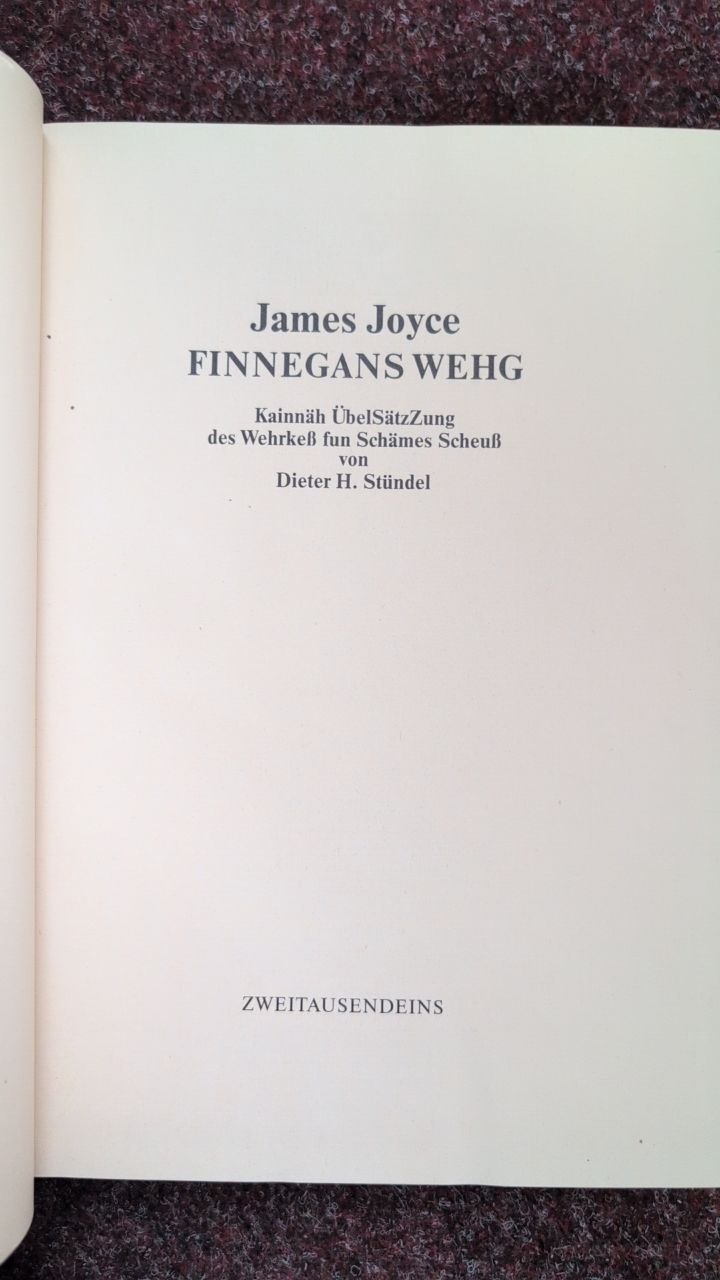 James Joyce
FINNEGANS WEHG
Kainnäh ÜbelSätzZung
des Wehrkeß fun Schämes Scheuß
von
Dieter H. Stündel
ZWEITAUSENDEINS